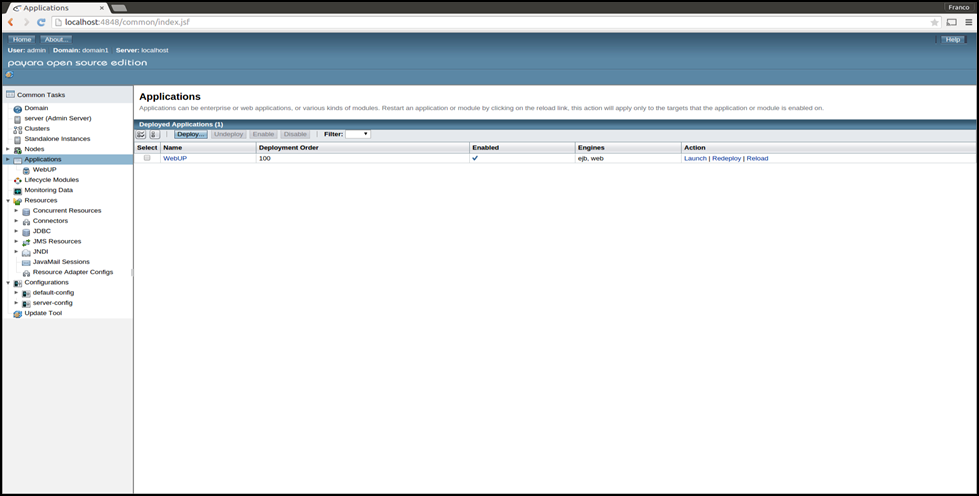 Applications
Franco
localhost:4848/common/index.jsf
Home About... Help
User: admin Domain: domain1 Server: localhost
payara open source edition
Common Tasks
Domain
server (Admin Server)
Clusters
Standalone Instances
Nodes
Applications
WebUP
Lifecycle Modules
Monitoring Data
Resources
Concurrent Resources
Connectors
JDBC
JMS Resources
JNDI
JavaMail Sessions
Resource Adapter Configs
Configurations
default-config
server-config
Update Tool
Applications
Applications can be enterprise or web applications, or various kinds of modules. Restart an application or module by clicking on the reload link, this action will apply only to the targets that the application or module is enabled on.
Deployed Applications (1)
Deploy... Undeploy Enable Disable Filter:
Select Name Deployment Order Enabled Engines Action
WebUP 100 ejb, web Launch | Redeploy | Reload